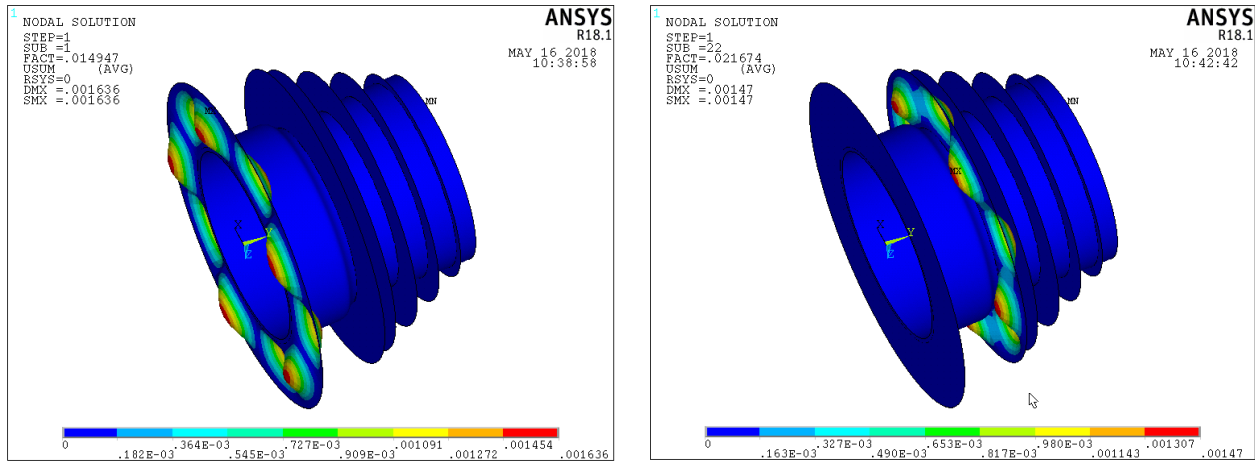 1
NODAL SOLUTION
STEP=1
SUB =1
FACT=.014947
USUM (AVG)
RSYS=0
DMX =.001636
SMX =.001636
ANSYS
R18.1
MAY 16 2018
10:38:58
MN
X
Y
Z
0 .364E-03 .727E-03 .001091 .001454
.182E-03 .545E-03 .909E-03 .001272 .001636
1
NODAL SOLUTION
STEP=1
SUB =22
FACT=.021674
USUM (AVG)
RSYS=0
DMX =.00147
SMX =.00147
ANSYS
R18.1
MAY 16 2018
10:42:42
MN
MX
X
Y
Z
0 .327E-03 .653E-03 .980E-03 .001307
.163E-03 .490E-03 .817E-03 .001143 .00147